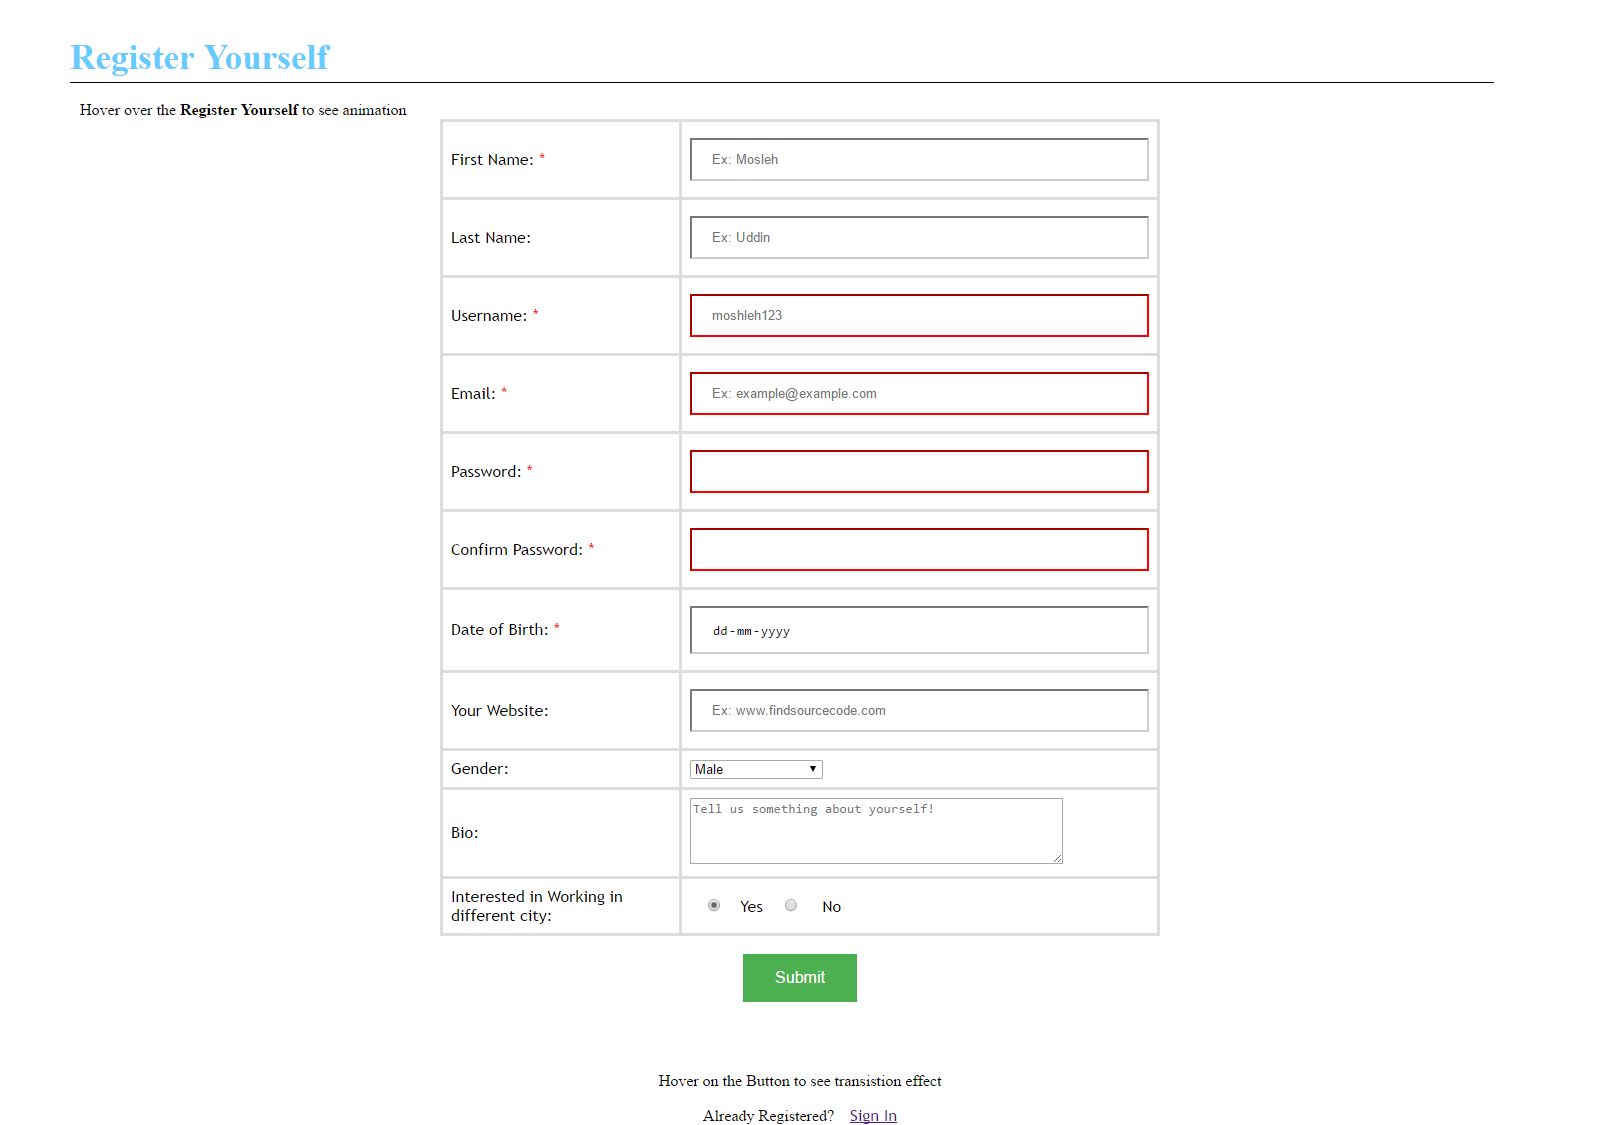 Register Yourself
Hover over the Register Yourself to see animation
First Name: *
Ex: Mosleh
Last Name:
Ex: Uddin
Username: *
moshleh123
Email: *
Ex: example@example.com
Password: *
Confirm Password: *
Date of Birth: *
dd-mm-yyyy
Your Website:
Ex: www.findsourcecode.com
Gender:
Male
Bio:
Tell us something about yourself!
Interested in Working in
different city:
Yes No
Submit
Hover on the Button to see transistion effect
Already Registered? Sign In